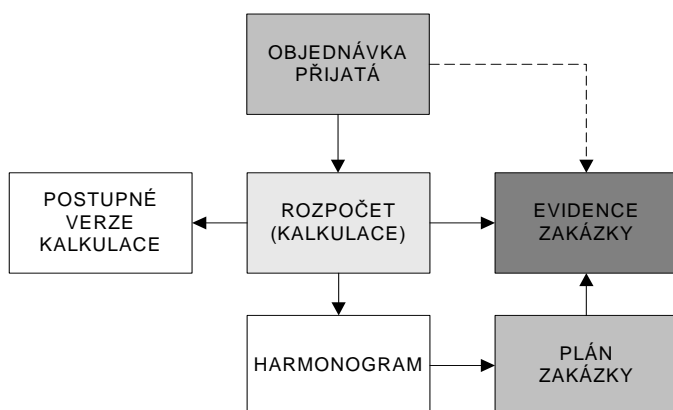 OBJEDNÁVKA
PŘIJATÁ
POSTUPNÉ
VERZE
KALKULACE
ROZPOČET
(KALKULACE)
EVIDENCE
ZAKÁZKY
HARMONOGRAM
PLÁN
ZAKÁZKY